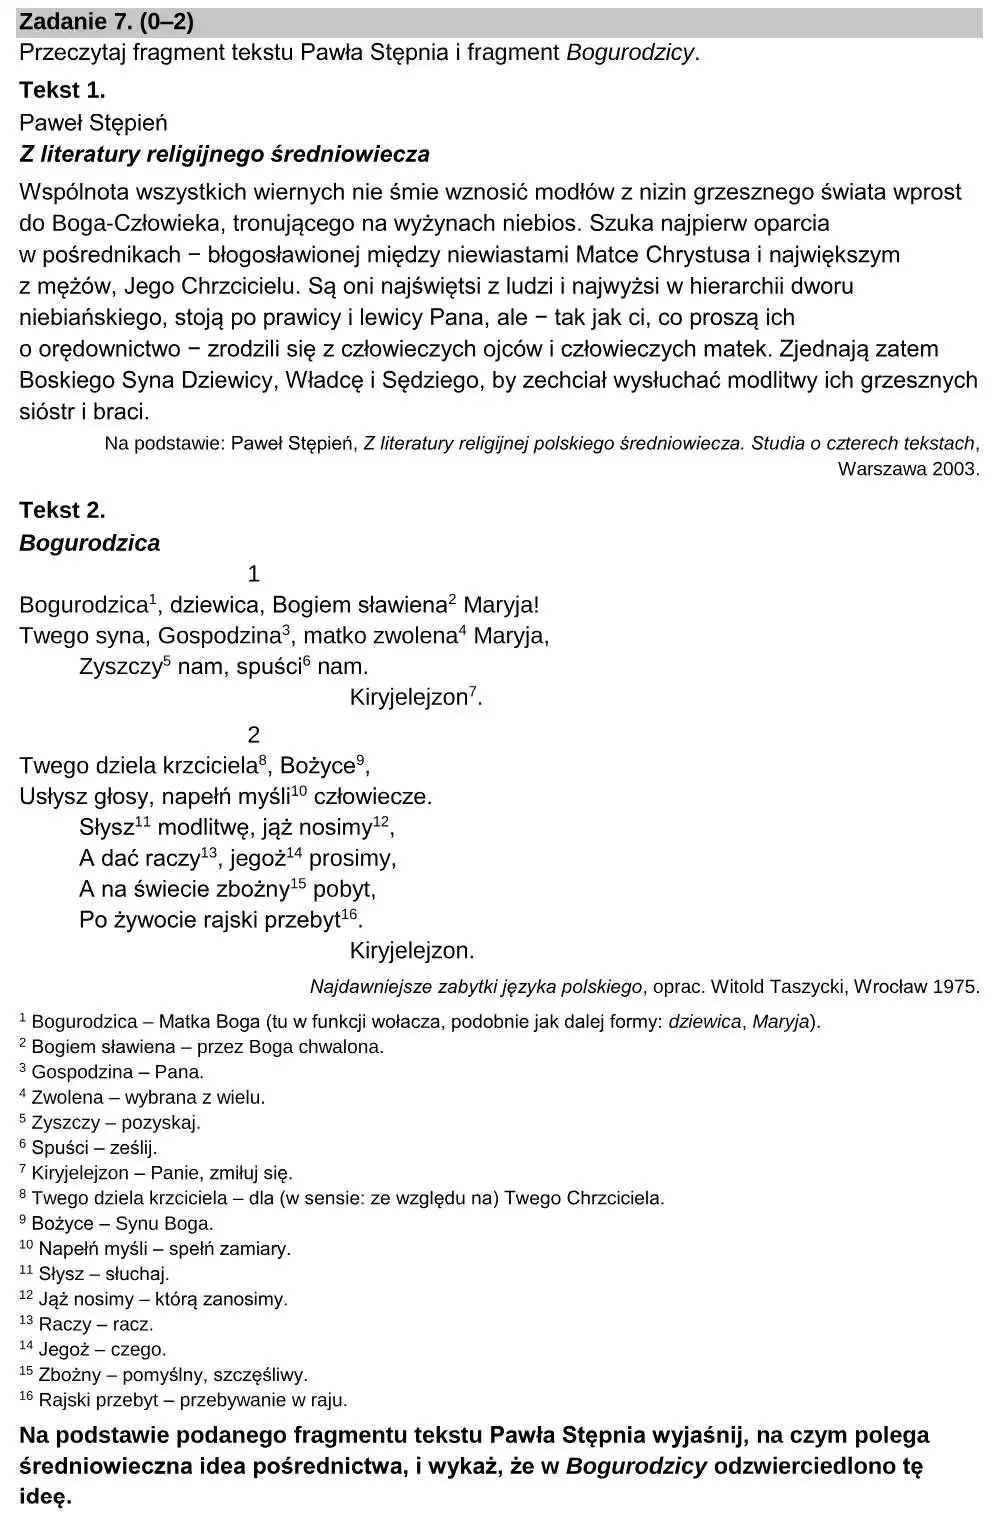 Zadanie 7. (0–2)
Przeczytaj fragment tekstu Pawła Stępnia i fragment Bogurodzicy.
Tekst 1.
Paweł Stępień
Z literatury religijnego średniowiecza
Wspólnota wszystkich wiernych nie śmie wznosić modłów z nizin grzesznego świata wprost
do Boga-Człowieka, tronującego na wyżynach niebios. Szuka najpierw oparcia
w pośrednikach − błogosławionej między niewiastami Matce Chrystusa i największym
z mężów, Jego Chrzcicielu. Są oni najświętsi z ludzi i najwyżsi w hierarchii dworu
niebiańskiego, stoją po prawicy i lewicy Pana, ale − tak jak ci, co proszą ich
o orędownictwo − zrodzili się z człowieczych ojców i człowieczych matek. Zjednają zatem
Boskiego Syna Dziewicy, Władcę i Sędziego, by zechciał wysłuchać modlitwy ich grzesznych
sióstr i braci.
Na podstawie: Paweł Stępień, Z literatury religijnej polskiego średniowiecza. Studia o czterech tekstach,
Warszawa 2003.
Tekst 2.
Bogurodzica
1
Bogurodzica¹, dziewica, Bogiem sławiena² Maryja!
Twego syna, Gospodzina³, matko zwolena⁴ Maryja,
Zyszczy⁵ nam, spuści⁶ nam.
Kiryjelejzon⁷.
2
Twego dziela krzciciela⁸, Bożyce⁹,
Usłysz głosy, napełń myśli¹⁰ człowiecze.
Słysz¹¹ modlitwę, jąż nosimy¹²,
A dać raczy¹³, jegoż¹⁴ prosimy,
A na świecie zbożny¹⁵ pobyt,
Po żywocie rajski przebyt¹⁶.
Kiryjelejzon.
Najdawniejsze zabytki języka polskiego, oprac. Witold Taszycki, Wrocław 1975.
¹ Bogurodzica – Matka Boga (tu w funkcji wołacza, podobnie jak dalej formy: dziewica, Maryja).
² Bogiem sławiena – przez Boga chwalona.
³ Gospodzina – Pana.
⁴ Zwolena – wybrana z wielu.
⁵ Zyszczy – pozyskaj.
⁶ Spuści – ześlij.
⁷ Kiryjelejzon – Panie, zmiłuj się.
⁸ Twego dziela krzciciela – dla (w sensie: ze względu na) Twego Chrzciciela.
⁹ Bożyce – Synu Boga.
¹⁰ Napełń myśli – spełń zamiary.
¹¹ Słysz – słuchaj.
¹² Jąż nosimy – którą zanosimy.
¹³ Raczy – racz.
¹⁴ Jegoż – czego.
¹⁵ Zbożny – pomyślny, szczęśliwy.
¹⁶ Rajski przebyt – przebywanie w raju.
Na podstawie podanego fragmentu tekstu Pawła Stępnia wyjaśnij, na czym polega
średniowieczna idea pośrednictwa, i wykaż, że w Bogurodzicy odzwierciedlono tę
ideę.